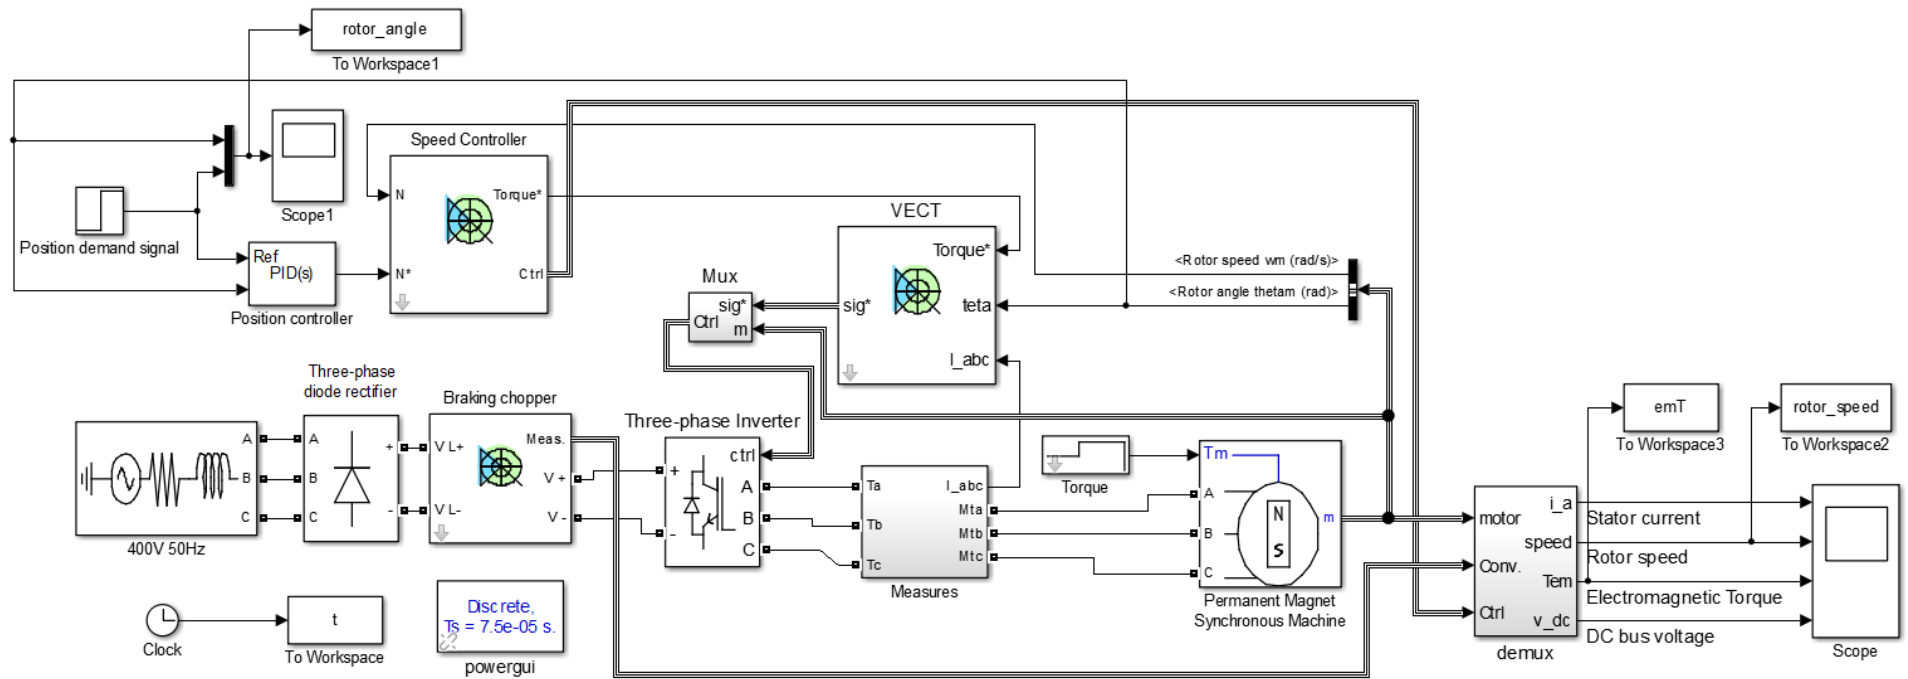 rotor_angle
To Workspace1
Speed Controller
N
Torque*
N*
Ctrl
Scope1
Position demand signal
Ref
PID(s)
Position controller
VECT
Torque*
sig*
teta
I_abc
Mux
sig*
Ctrl
m
<Rotor speed wm (rad/s)>
<Rotor angle thetam (rad)>
Three-phase
diode rectifier
A
B
C
+
-
A
B
C
400V 50Hz
Braking chopper
V L+
V L-
Meas.
V +
V -
Three-phase Inverter
ctrl
+
-
A
B
C
Ta
Tb
Tc
I_abc
Mta
Mtb
Mtc
Measures
Torque
Tm
A
B
C
N
S
m
Permanent Magnet
Synchronous Machine
emT
To Workspace3
rotor_speed
To Workspace2
motor
Conv.
Ctrl
i_a
speed
Tem
v_dc
demux
Stator current
Rotor speed
Electromagnetic Torque
DC bus voltage
Scope
Clock
t
To Workspace
Discrete,
Ts = 7.5e-05 s.
powergui